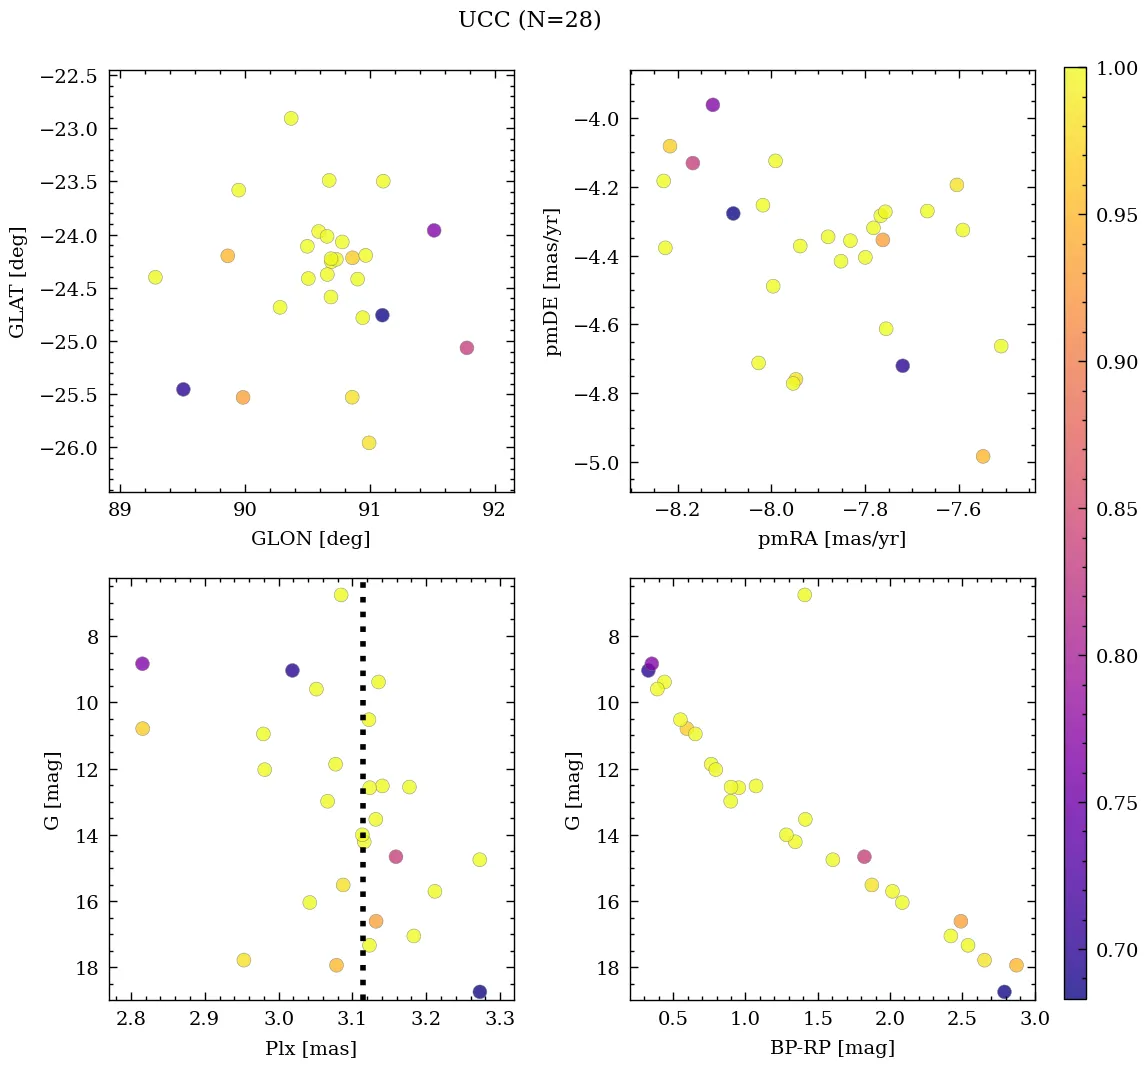 UCC (N=28)
−22.5
−23.0
−23.5
−24.0
−24.5
−25.0
−25.5
−26.0
GLAT [deg]
89 90 91 92
GLON [deg]
−4.0
−4.2
−4.4
−4.6
−4.8
−5.0
pmDE [mas/yr]
−8.2 −8.0 −7.8 −7.6
pmRA [mas/yr]
8
10
12
14
16
18
G [mag]
2.8 2.9 3.0 3.1 3.2 3.3
Plx [mas]
8
10
12
14
16
18
G [mag]
0.5 1.0 1.5 2.0 2.5 3.0
BP-RP [mag]
1.00
0.95
0.90
0.85
0.80
0.75
0.70